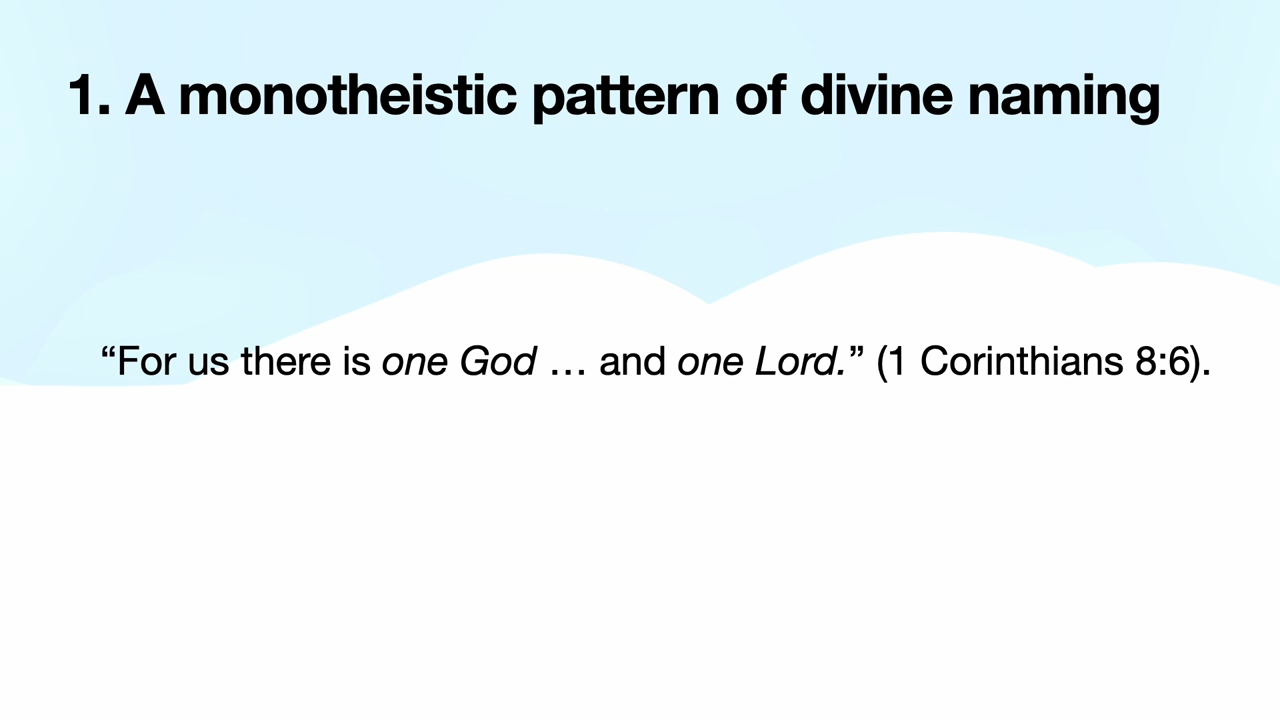 1. A monotheistic pattern of divine naming
“For us there is one God … and one Lord.” (1 Corinthians 8:6).